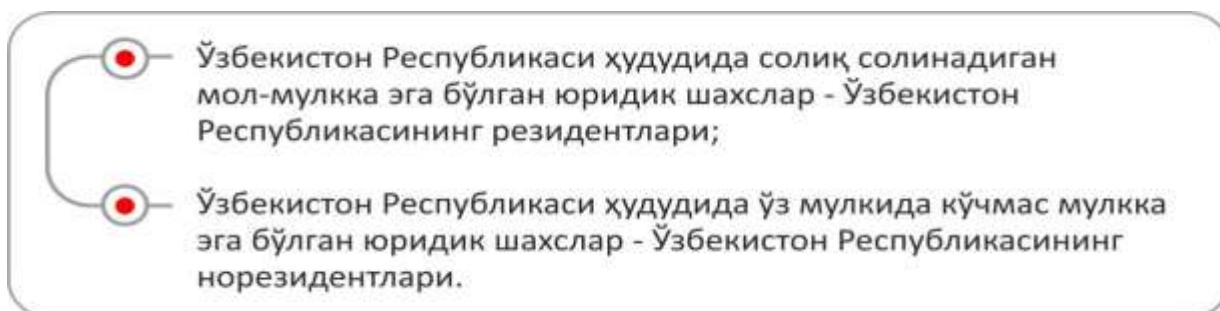 Ўзбекистон Республикаси ҳудудида солиқ солинадиган
мол-мулкка эга бўлган юридик шахслар - Ўзбекистон
Республикасининг резидентлари;
Ўзбекистон Республикаси ҳудудида ўз мулкида кўчмас мулкка
эга бўлган юридик шахслар - Ўзбекистон Республикасининг
норезидентлари.